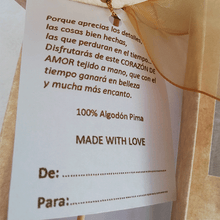 Porque aprecias los detalles,
las cosas bien hechas,
las que perduran en el tiempo...
Disfrutarás de este CORAZÓN DE
AMOR tejido a mano, que con el
tiempo ganará en belleza
y mucha más encanto.
100% Algodón Pima
MADE WITH LOVE
De:..............................
Para:............................